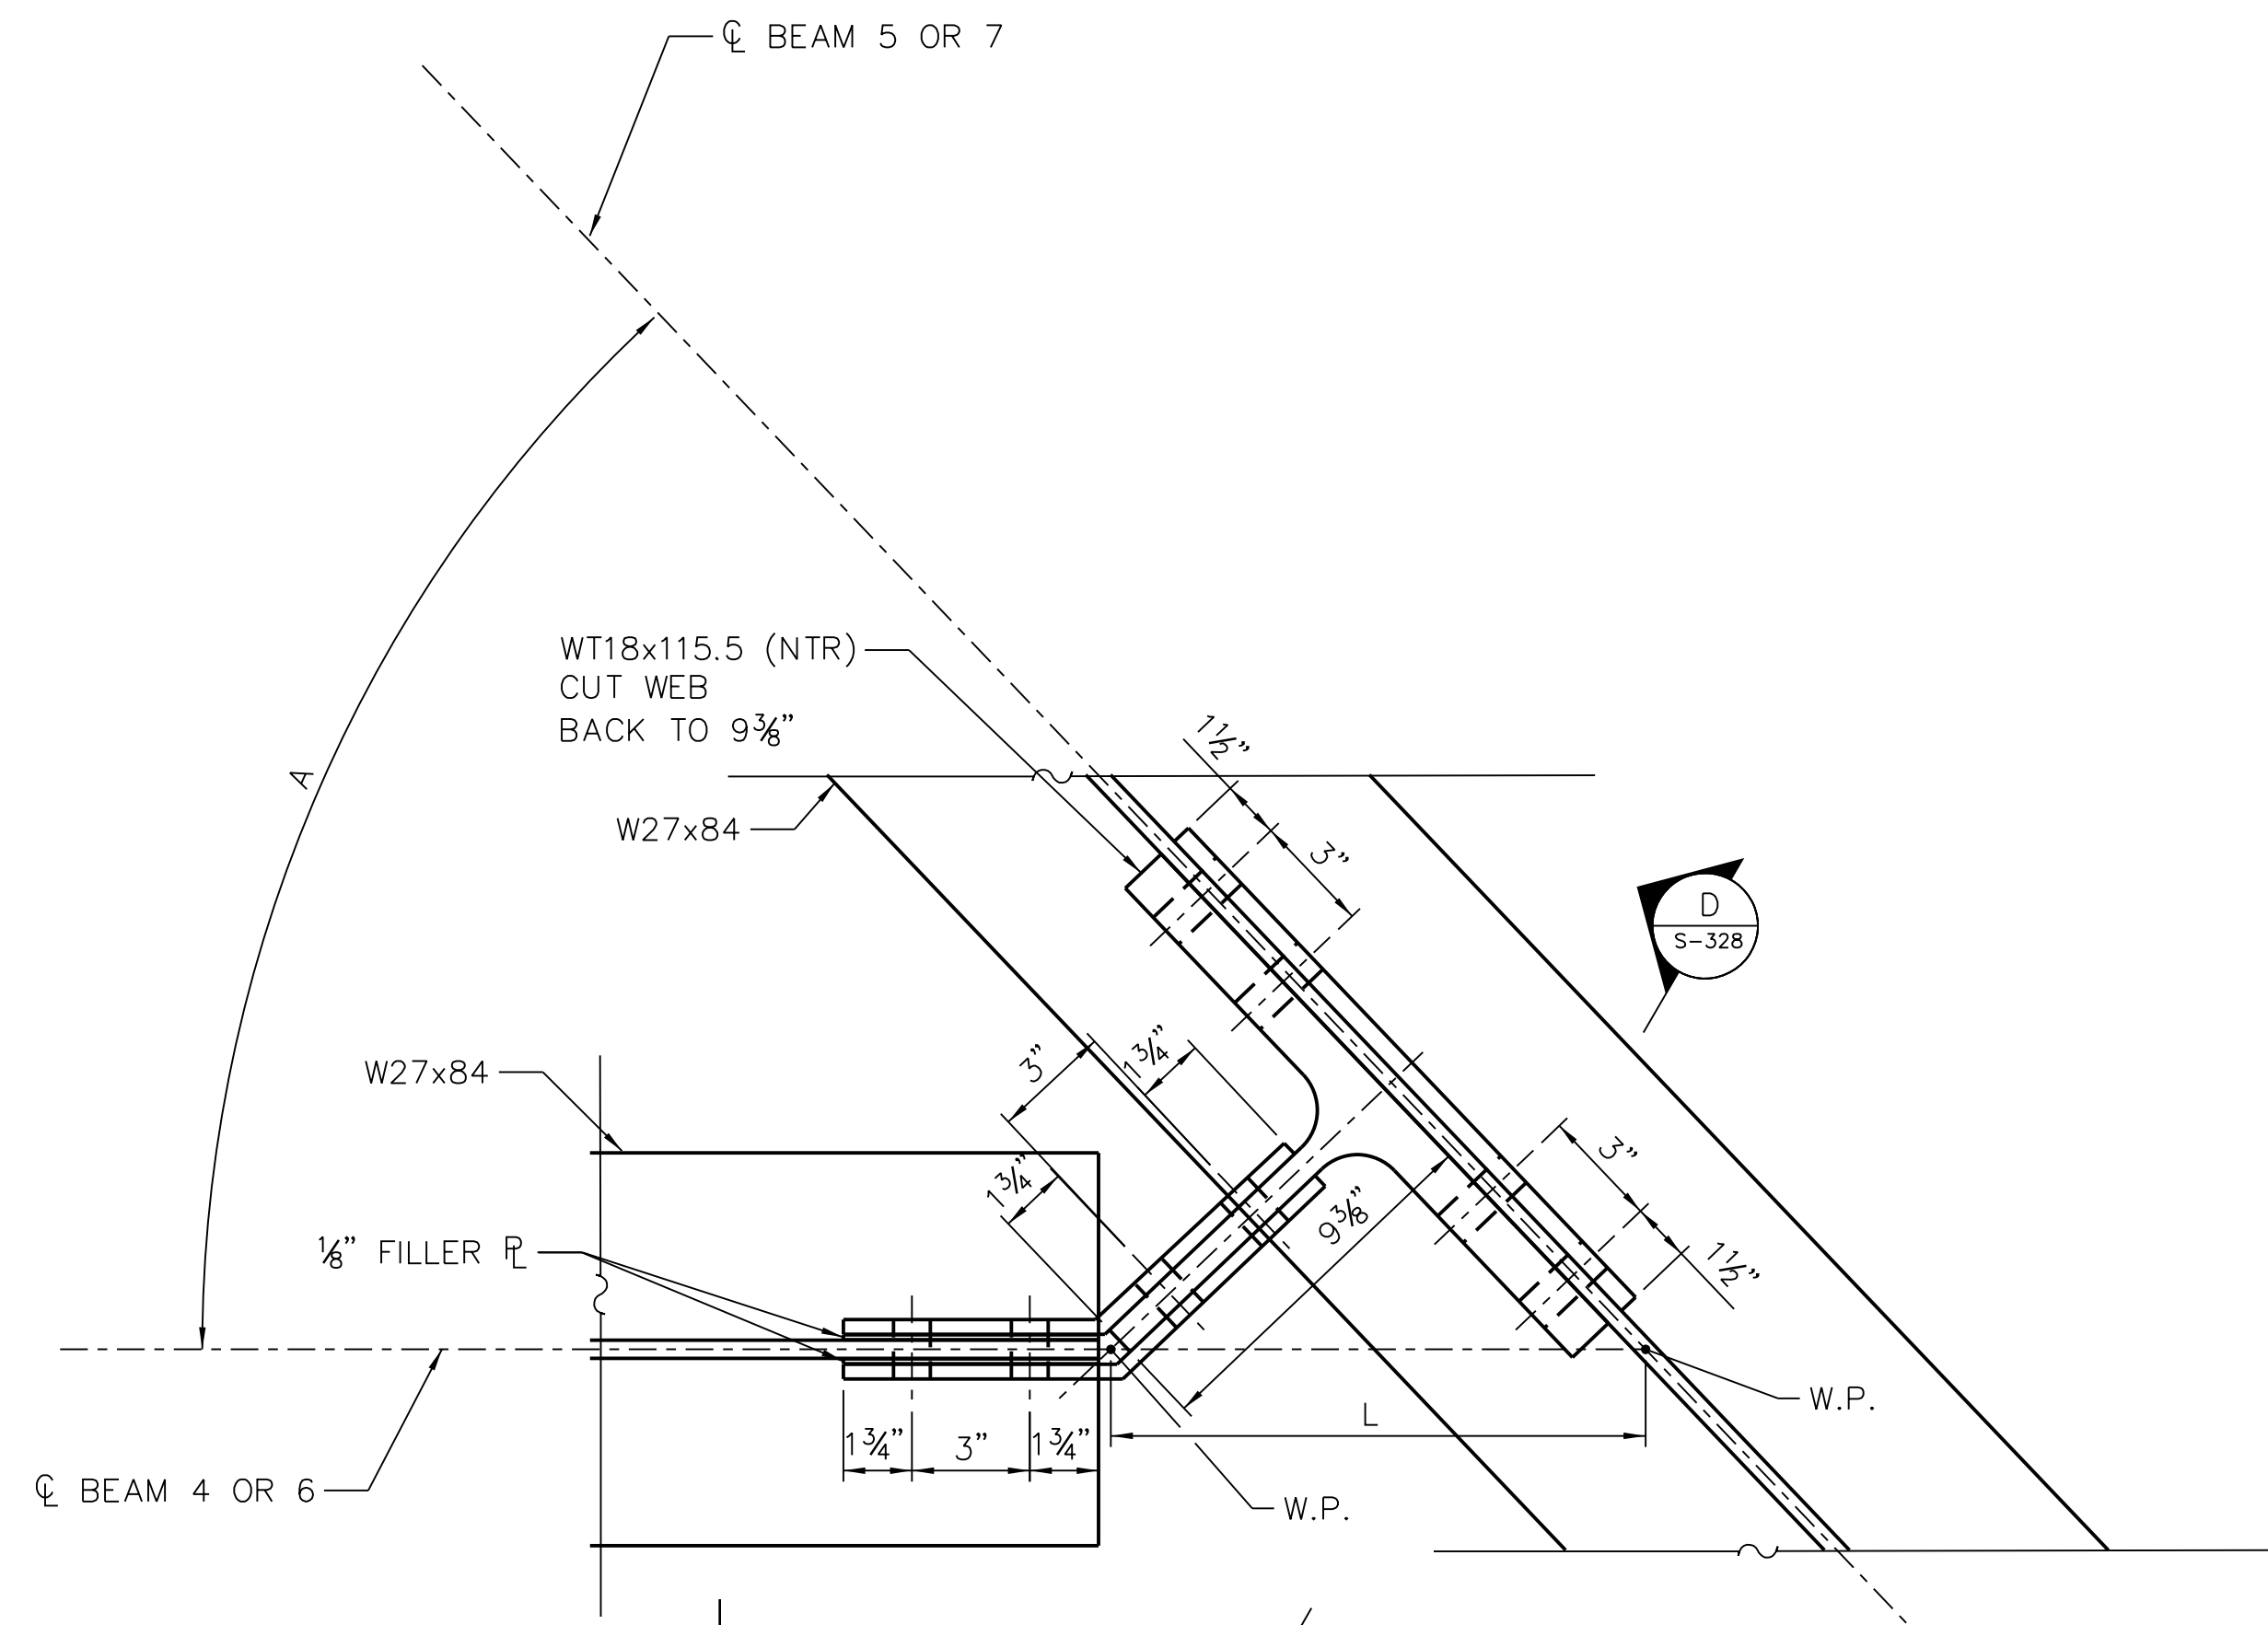 ℄ BEAM 5 OR 7
WT18x115.5 (NTR)
CUT WEB
BACK TO 9⅜"
1½"
W27x84
3"
A
D
S-328
3"
1¾"
W27x84
3"
1¾"
9⅜"
1½"
⅛" FILLER ℙL
W.P.
L
1¾" 3" 1¾"
℄ BEAM 4 OR 6
W.P.